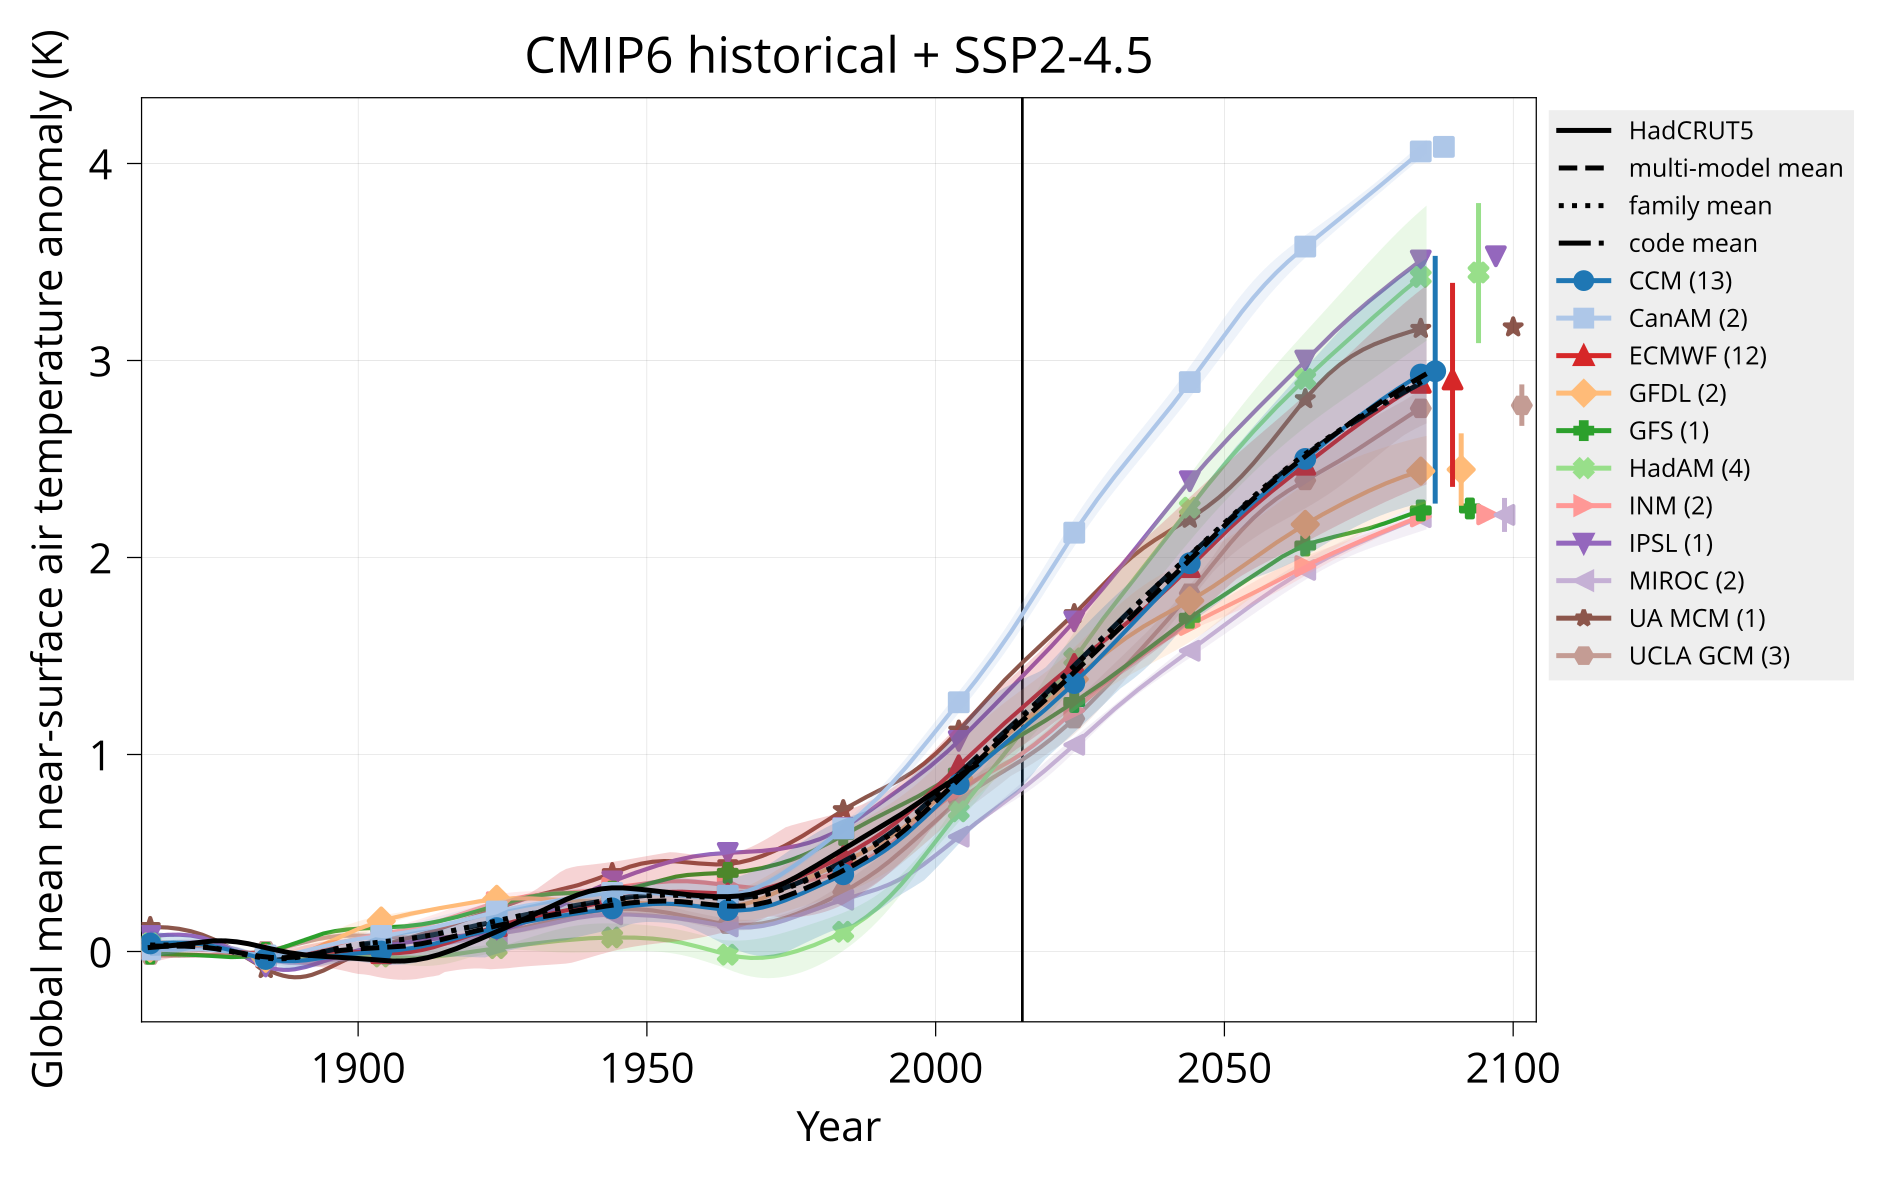 CMIP6 historical + SSP2-4.5
Global mean near-surface air temperature anomaly (K)
4
3
2
1
0
1900
1950
2000
2050
2100
Year
HadCRUT5
multi-model mean
family mean
code mean
CCM (13)
CanAM (2)
ECMWF (12)
GFDL (2)
GFS (1)
HadAM (4)
INM (2)
IPSL (1)
MIROC (2)
UA MCM (1)
UCLA GCM (3)